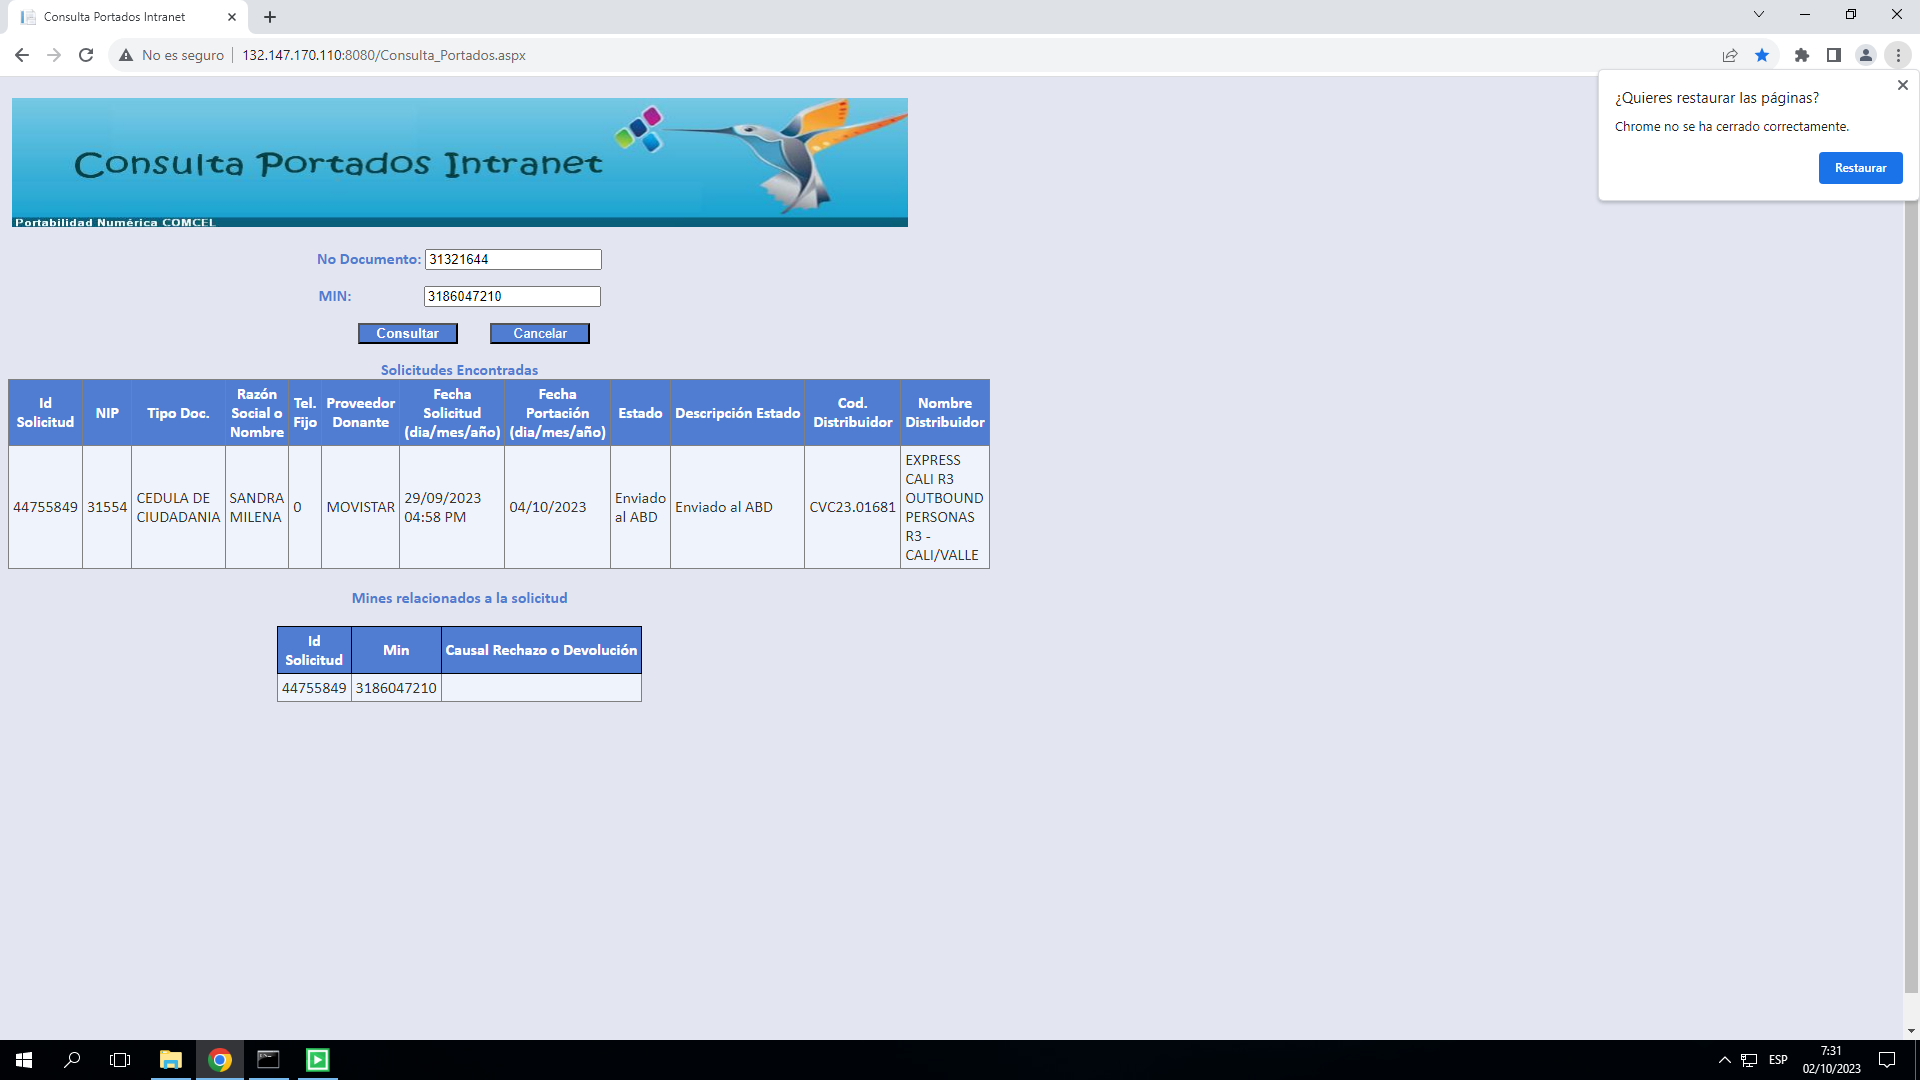 Consulta Portados Intranet
No es seguro
132.147.170.110:8080/Consulta_Portados.aspx
¿Quieres restaurar las páginas?
Chrome no se ha cerrado correctamente.
Restaurar
Consulta Portados Intranet
Portabilidad Numérica COMCEL
No Documento: 31321644
MIN: 3186047210
Consultar Cancelar
Solicitudes Encontradas
Id Solicitud NIP Tipo Doc. Razón Social o Nombre Tel. Fijo Proveedor Donante Fecha Solicitud (dia/mes/año) Fecha Portación (dia/mes/año) Estado Descripción Estado Cod. Distribuidor Nombre Distribuidor
44755849 31554 CEDULA DE CIUDADANIA SANDRA MILENA 0 MOVISTAR 29/09/2023 04:58 PM 04/10/2023 Enviado al ABD Enviado al ABD CVC23.01681 EXPRESS CALI R3 OUTBOUND PERSONAS R3 - CALI/VALLE
Mines relacionados a la solicitud
Id Solicitud Min Causal Rechazo o Devolución
44755849 3186047210
ESP
7:31
02/10/2023